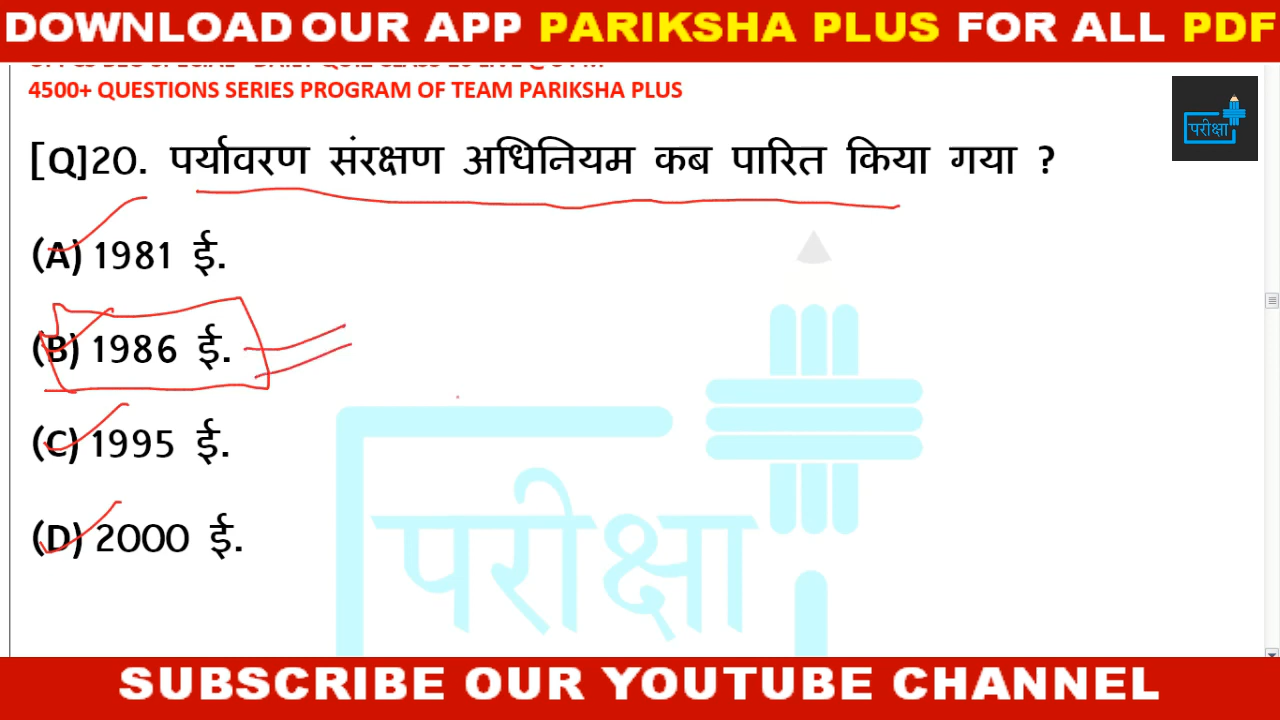 DOWNLOAD OUR APP PARIKSHA PLUS FOR ALL PDF
4500+ QUESTIONS SERIES PROGRAM OF TEAM PARIKSHA PLUS
परीक्षा
[Q]20. पर्यावरण संरक्षण अधिनियम कब पारित किया गया ?
(A) 1981 ई.
(B) 1986 ई.
(C) 1995 ई.
(D) 2000 ई.
परीक्षा
SUBSCRIBE OUR YOUTUBE CHANNEL